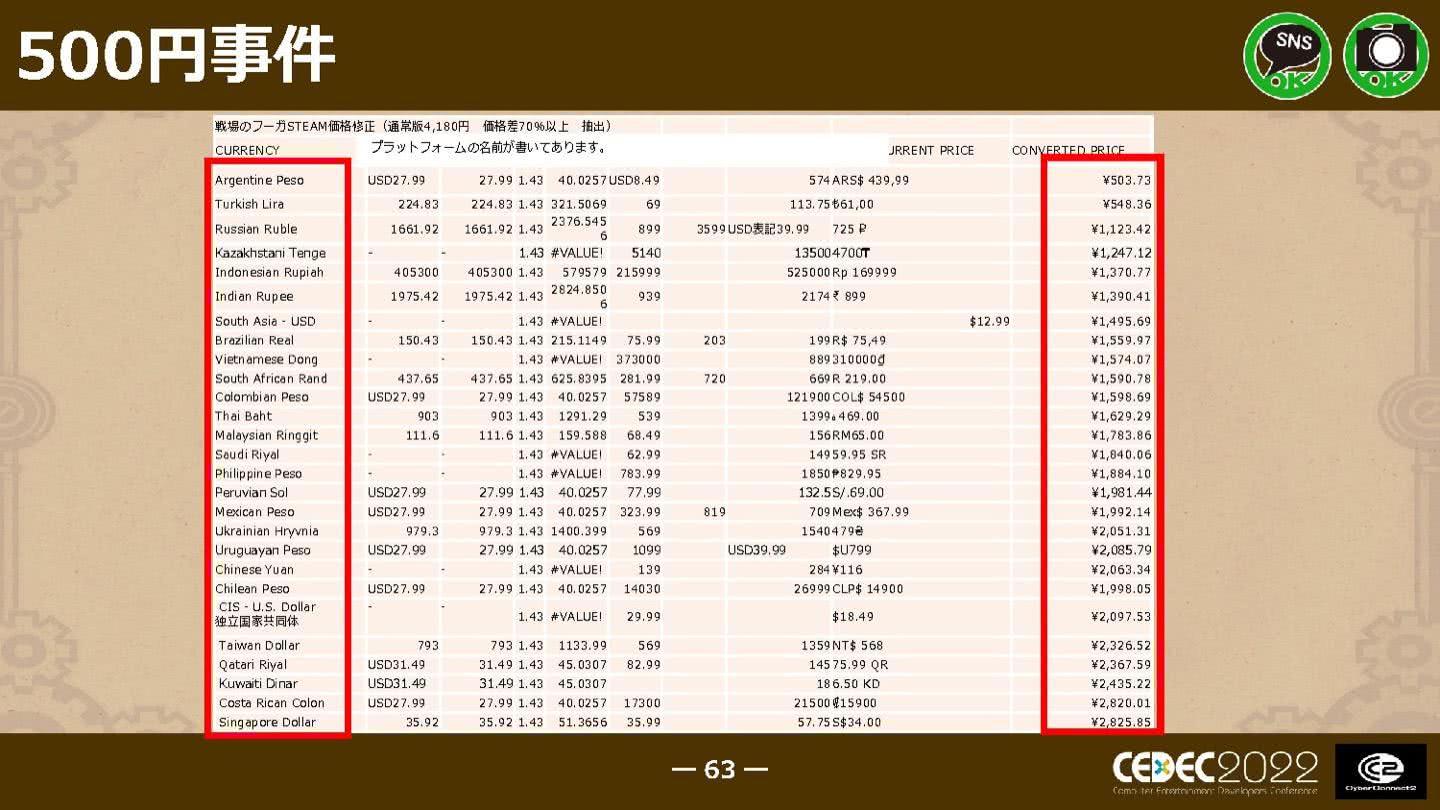 500円事件
SNS
OK
OK
戦場のフーガSTEAM価格修正（通常版4,180円　価格差70%以上　抽出）
CURRENCY プラットフォームの名前が書いてあります。 URRENT PRICE CONVERTED PRICE
Argentine Peso USD27.99 27.99 1.43 40.0257 USD8.49 574 ARS$ 439,99 ¥503.73
Turkish Lira 224.83 224.83 1.43 321.5069 69 113.75 ₺61,00 ¥548.36
Russian Ruble 1661.92 1661.92 1.43 2376.5456 899 3599 USD表記39.99 725 ₽ ¥1,123.42
Kazakhstani Tenge - - 1.43 #VALUE! 5140 13500 4700₸ ¥1,247.12
Indonesian Rupiah 405300 405300 1.43 579579 215999 525000 Rp 169999 ¥1,370.77
Indian Rupee 1975.42 1975.42 1.43 2824.8506 939 2174 ₹ 899 ¥1,390.41
South Asia - USD - - 1.43 #VALUE! $12.99 ¥1,495.69
Brazilian Real 150.43 150.43 1.43 215.1149 75.99 203 199 R$ 75,49 ¥1,559.97
Vietnamese Dong - - 1.43 #VALUE! 373000 889 310000₫ ¥1,574.07
South African Rand 437.65 437.65 1.43 625.8395 281.99 720 669 R 219.00 ¥1,590.78
Colombian Peso USD27.99 27.99 1.43 40.0257 57589 121900 COL$ 54500 ¥1,598.69
Thai Baht 903 903 1.43 1291.29 539 1399 469.00 ¥1,629.29
Malaysian Ringgit 111.6 111.6 1.43 159.588 68.49 156 RM65.00 ¥1,783.86
Saudi Riyal - - 1.43 #VALUE! 62.99 149 59.95 SR ¥1,840.06
Philippine Peso - - 1.43 #VALUE! 783.99 1850 ₱829.95 ¥1,884.10
Peruvian Sol USD27.99 27.99 1.43 40.0257 77.99 132.5 S/.69.00 ¥1,981.44
Mexican Peso USD27.99 27.99 1.43 40.0257 323.99 819 709 Mex$ 367.99 ¥1,992.14
Ukrainian Hryvnia 979.3 979.3 1.43 1400.399 569 1540 479₴ ¥2,051.31
Uruguayan Peso USD27.99 27.99 1.43 40.0257 1099 USD39.99 $U799 ¥2,085.79
Chinese Yuan - - 1.43 #VALUE! 139 284 ¥116 ¥2,063.34
Chilean Peso USD27.99 27.99 1.43 40.0257 14030 26999 CLP$ 14900 ¥1,998.05
CIS - U.S. Dollar - - 1.43 #VALUE! 29.99 $18.49 ¥2,097.53
独立国家共同体
Taiwan Dollar 793 793 1.43 1133.99 569 1359 NT$ 568 ¥2,326.52
Qatari Riyal USD31.49 31.49 1.43 45.0307 82.99 145 75.99 QR ¥2,367.59
Kuwaiti Dinar USD31.49 31.49 1.43 45.0307 18 6.50 KD ¥2,435.22
Costa Rican Colon USD27.99 27.99 1.43 40.0257 17300 21500 ₡15900 ¥2,820.01
Singapore Dollar 35.92 35.92 1.43 51.3656 35.99 57.75 S$34.00 ¥2,825.85
— 63 —
CEDEC2022
Computer Entertainment Developers Conference
CyberConnect2